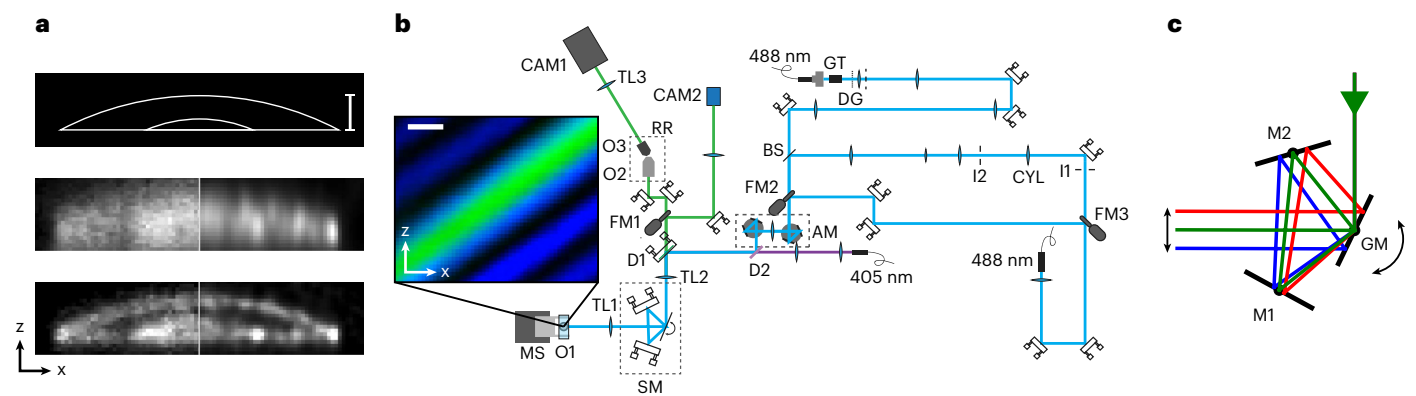 a
z
x
b
CAM1
TL3
CAM2
RR
O3
O2
FM1
D1
TL2
TL1
MS
O1
SM
z
x
488 nm
GT
DG
BS
FM2
AM
D2
405 nm
I2
CYL
I1
FM3
488 nm
c
M2
GM
M1